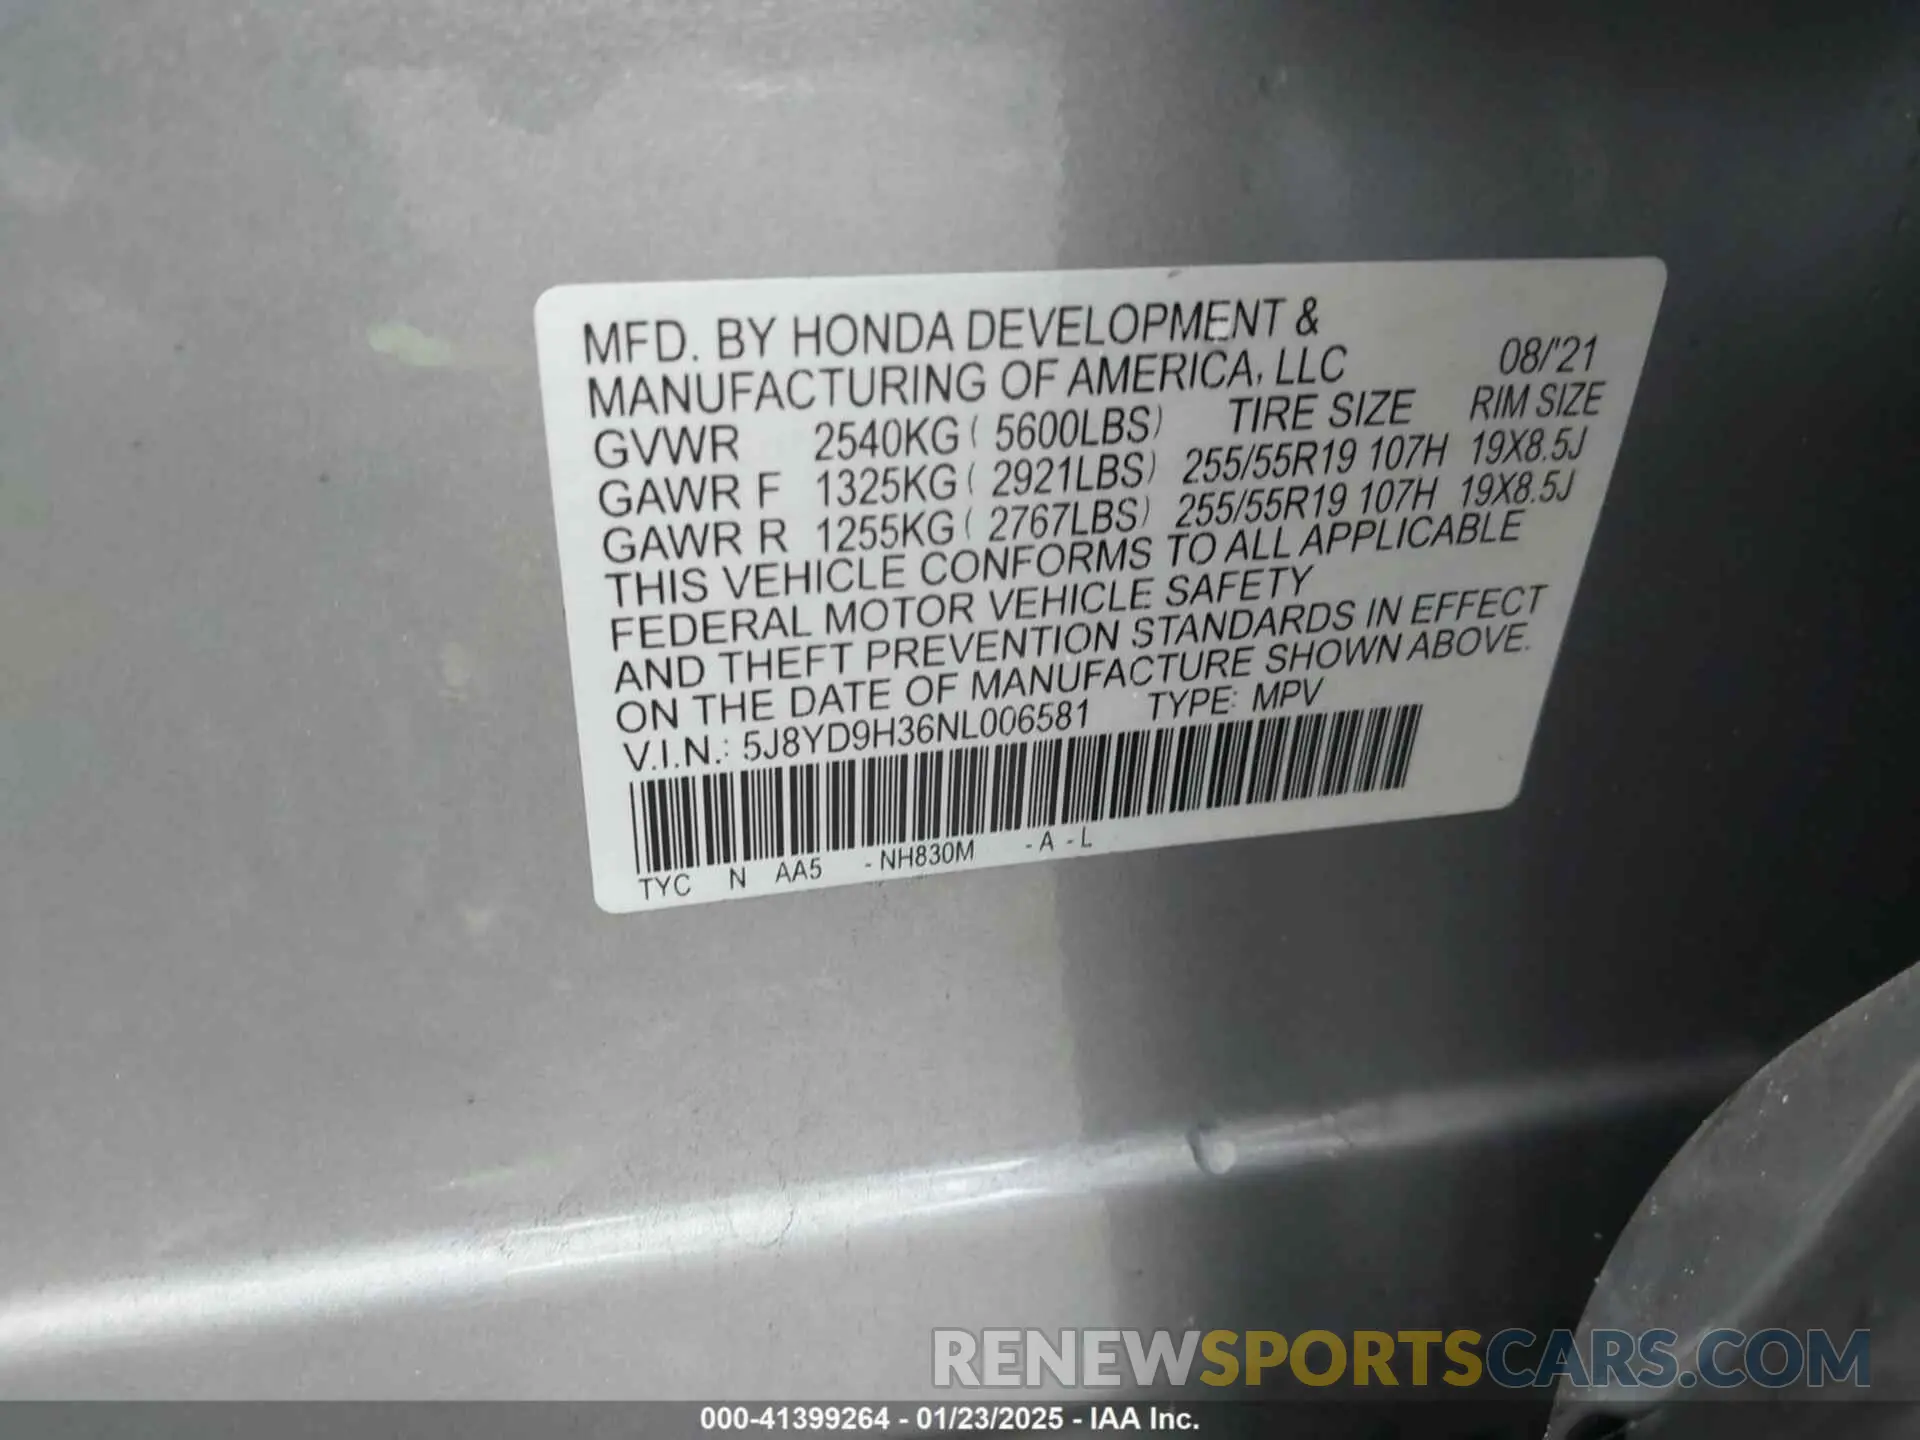 MFD. BY HONDA DEVELOPMENT &
MANUFACTURING OF AMERICA, LLC 08/'21
GVWR 2540KG ( 5600LBS) TIRE SIZE RIM SIZE
GAWR F 1325KG ( 2921LBS) 255/55R19 107H 19X8.5J
GAWR R 1255KG ( 2767LBS) 255/55R19 107H 19X8.5J
THIS VEHICLE CONFORMS TO ALL APPLICABLE
FEDERAL MOTOR VEHICLE SAFETY
AND THEFT PREVENTION STANDARDS IN EFFECT
ON THE DATE OF MANUFACTURE SHOWN ABOVE.
V.I.N.: 5J8YD9H36NL006581 TYPE: MPV
TYC N AA5 - NH830M - A - L
RENEWSPORTSCARS.COM
000-41399264 - 01/23/2025 - IAA Inc.